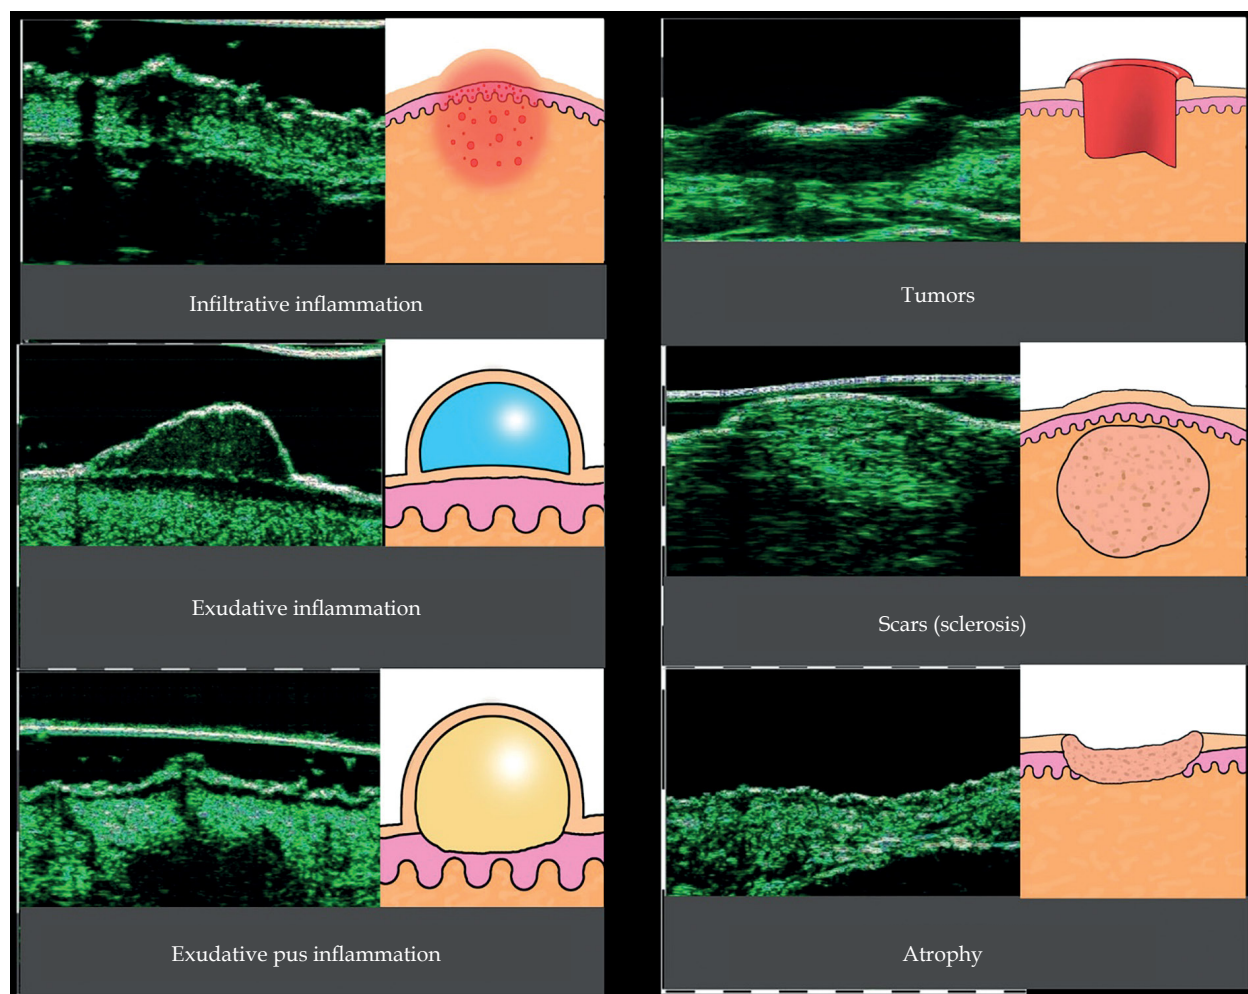 Infiltrative inflammation
Tumors
Exudative inflammation
Scars (sclerosis)
Exudative pus inflammation
Atrophy